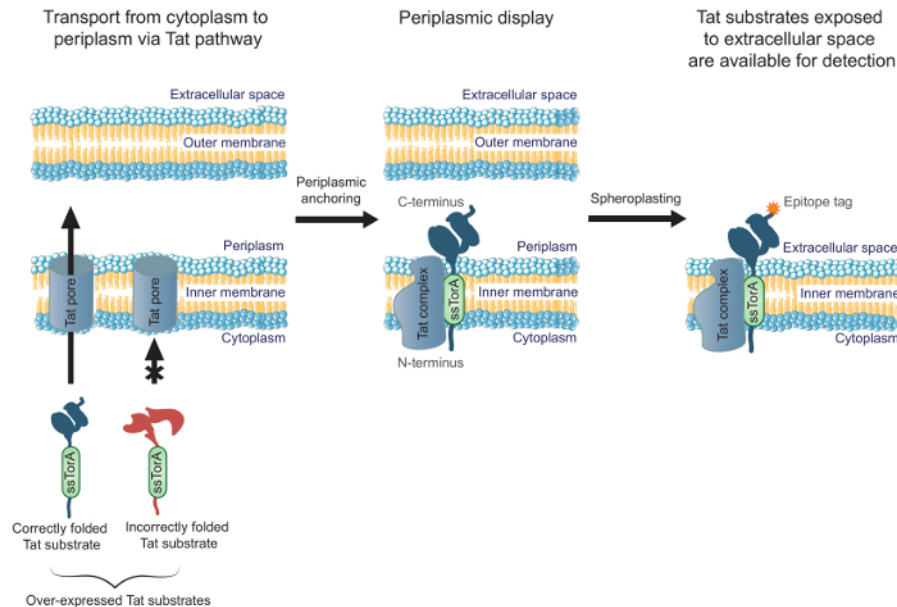 Transport from cytoplasm to
periplasm via Tat pathway
Periplasmic display
Tat substrates exposed
to extracellular space
are available for detection
Extracellular space
Outer membrane
Periplasm
Inner membrane
Cytoplasm
Tat pore
Tat pore
ssTorA
ssTorA
Correctly folded
Tat substrate
Incorrectly folded
Tat substrate
Over-expressed Tat substrates
Periplasmic
anchoring
Extracellular space
Outer membrane
C-terminus
Periplasm
Inner membrane
Cytoplasm
Tat complex
ssTorA
N-terminus
Spheroplasting
Epitope tag
Extracellular space
Inner membrane
Cytoplasm
Tat complex
ssTorA